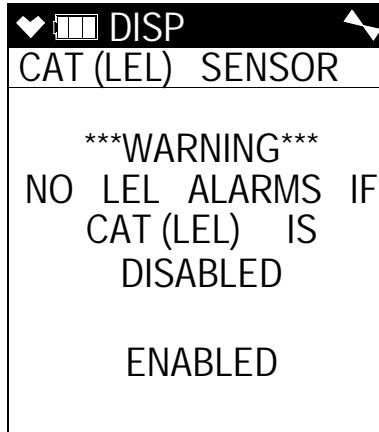 DISP
CAT (LEL) SENSOR
***WARNING***
NO LEL ALARMS IF
CAT (LEL) IS
DISABLED
ENABLED